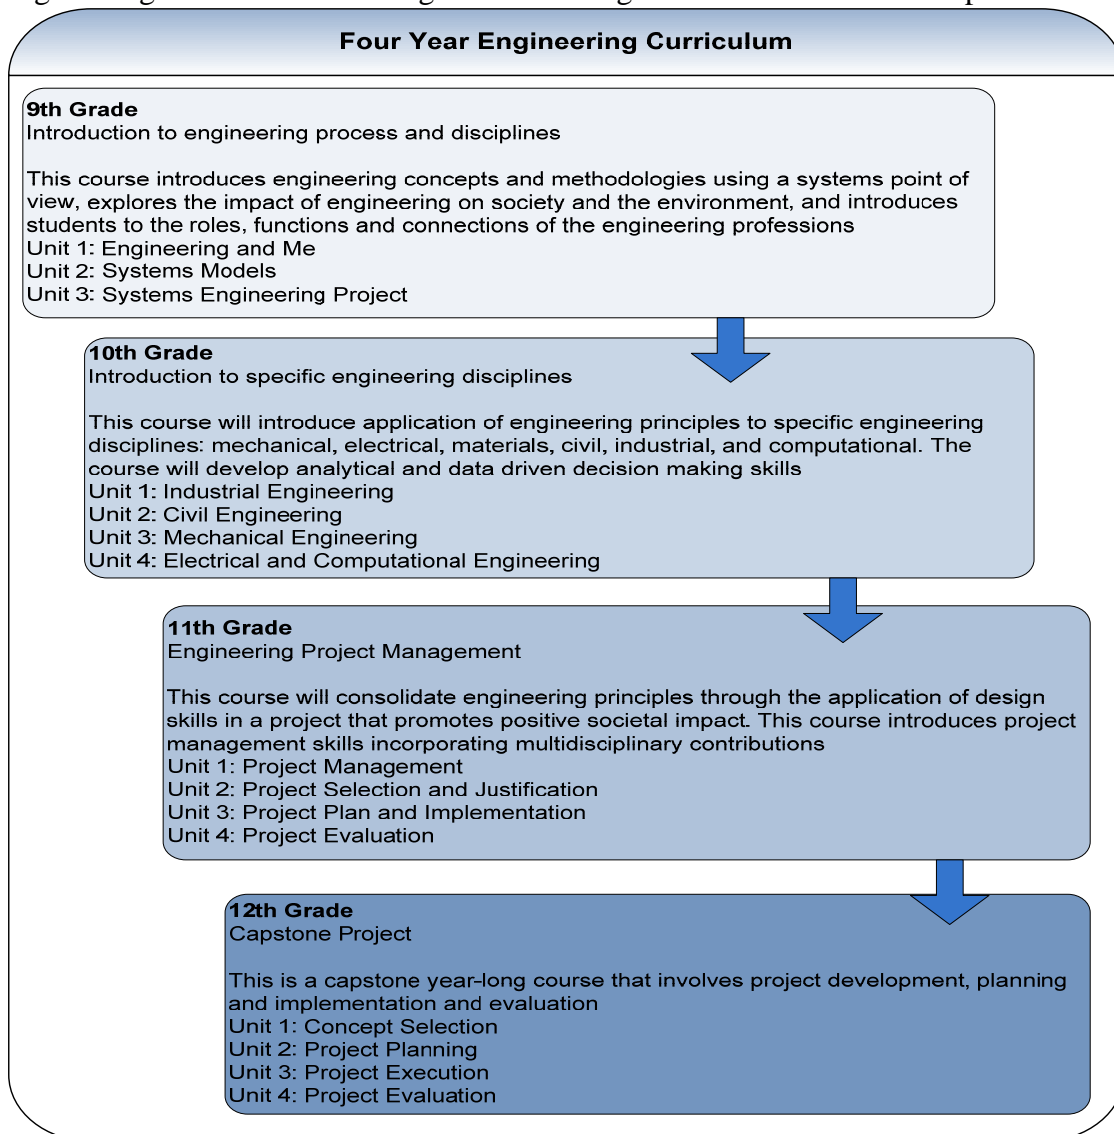 Four Year Engineering Curriculum
9th Grade
Introduction to engineering process and disciplines
This course introduces engineering concepts and methodologies using a systems point of
view, explores the impact of engineering on society and the environment, and introduces
students to the roles, functions and connections of the engineering professions
Unit 1: Engineering and Me
Unit 2: Systems Models
Unit 3: Systems Engineering Project
10th Grade
Introduction to specific engineering disciplines
This course will introduce application of engineering principles to specific engineering
disciplines: mechanical, electrical, materials, civil, industrial, and computational. The
course will develop analytical and data driven decision making skills
Unit 1: Industrial Engineering
Unit 2: Civil Engineering
Unit 3: Mechanical Engineering
Unit 4: Electrical and Computational Engineering
11th Grade
Engineering Project Management
This course will consolidate engineering principles through the application of design
skills in a project that promotes positive societal impact. This course introduces project
management skills incorporating multidisciplinary contributions
Unit 1: Project Management
Unit 2: Project Selection and Justification
Unit 3: Project Plan and Implementation
Unit 4: Project Evaluation
12th Grade
Capstone Project
This is a capstone year-long course that involves project development, planning
and implementation and evaluation
Unit 1: Concept Selection
Unit 2: Project Planning
Unit 3: Project Execution
Unit 4: Project Evaluation